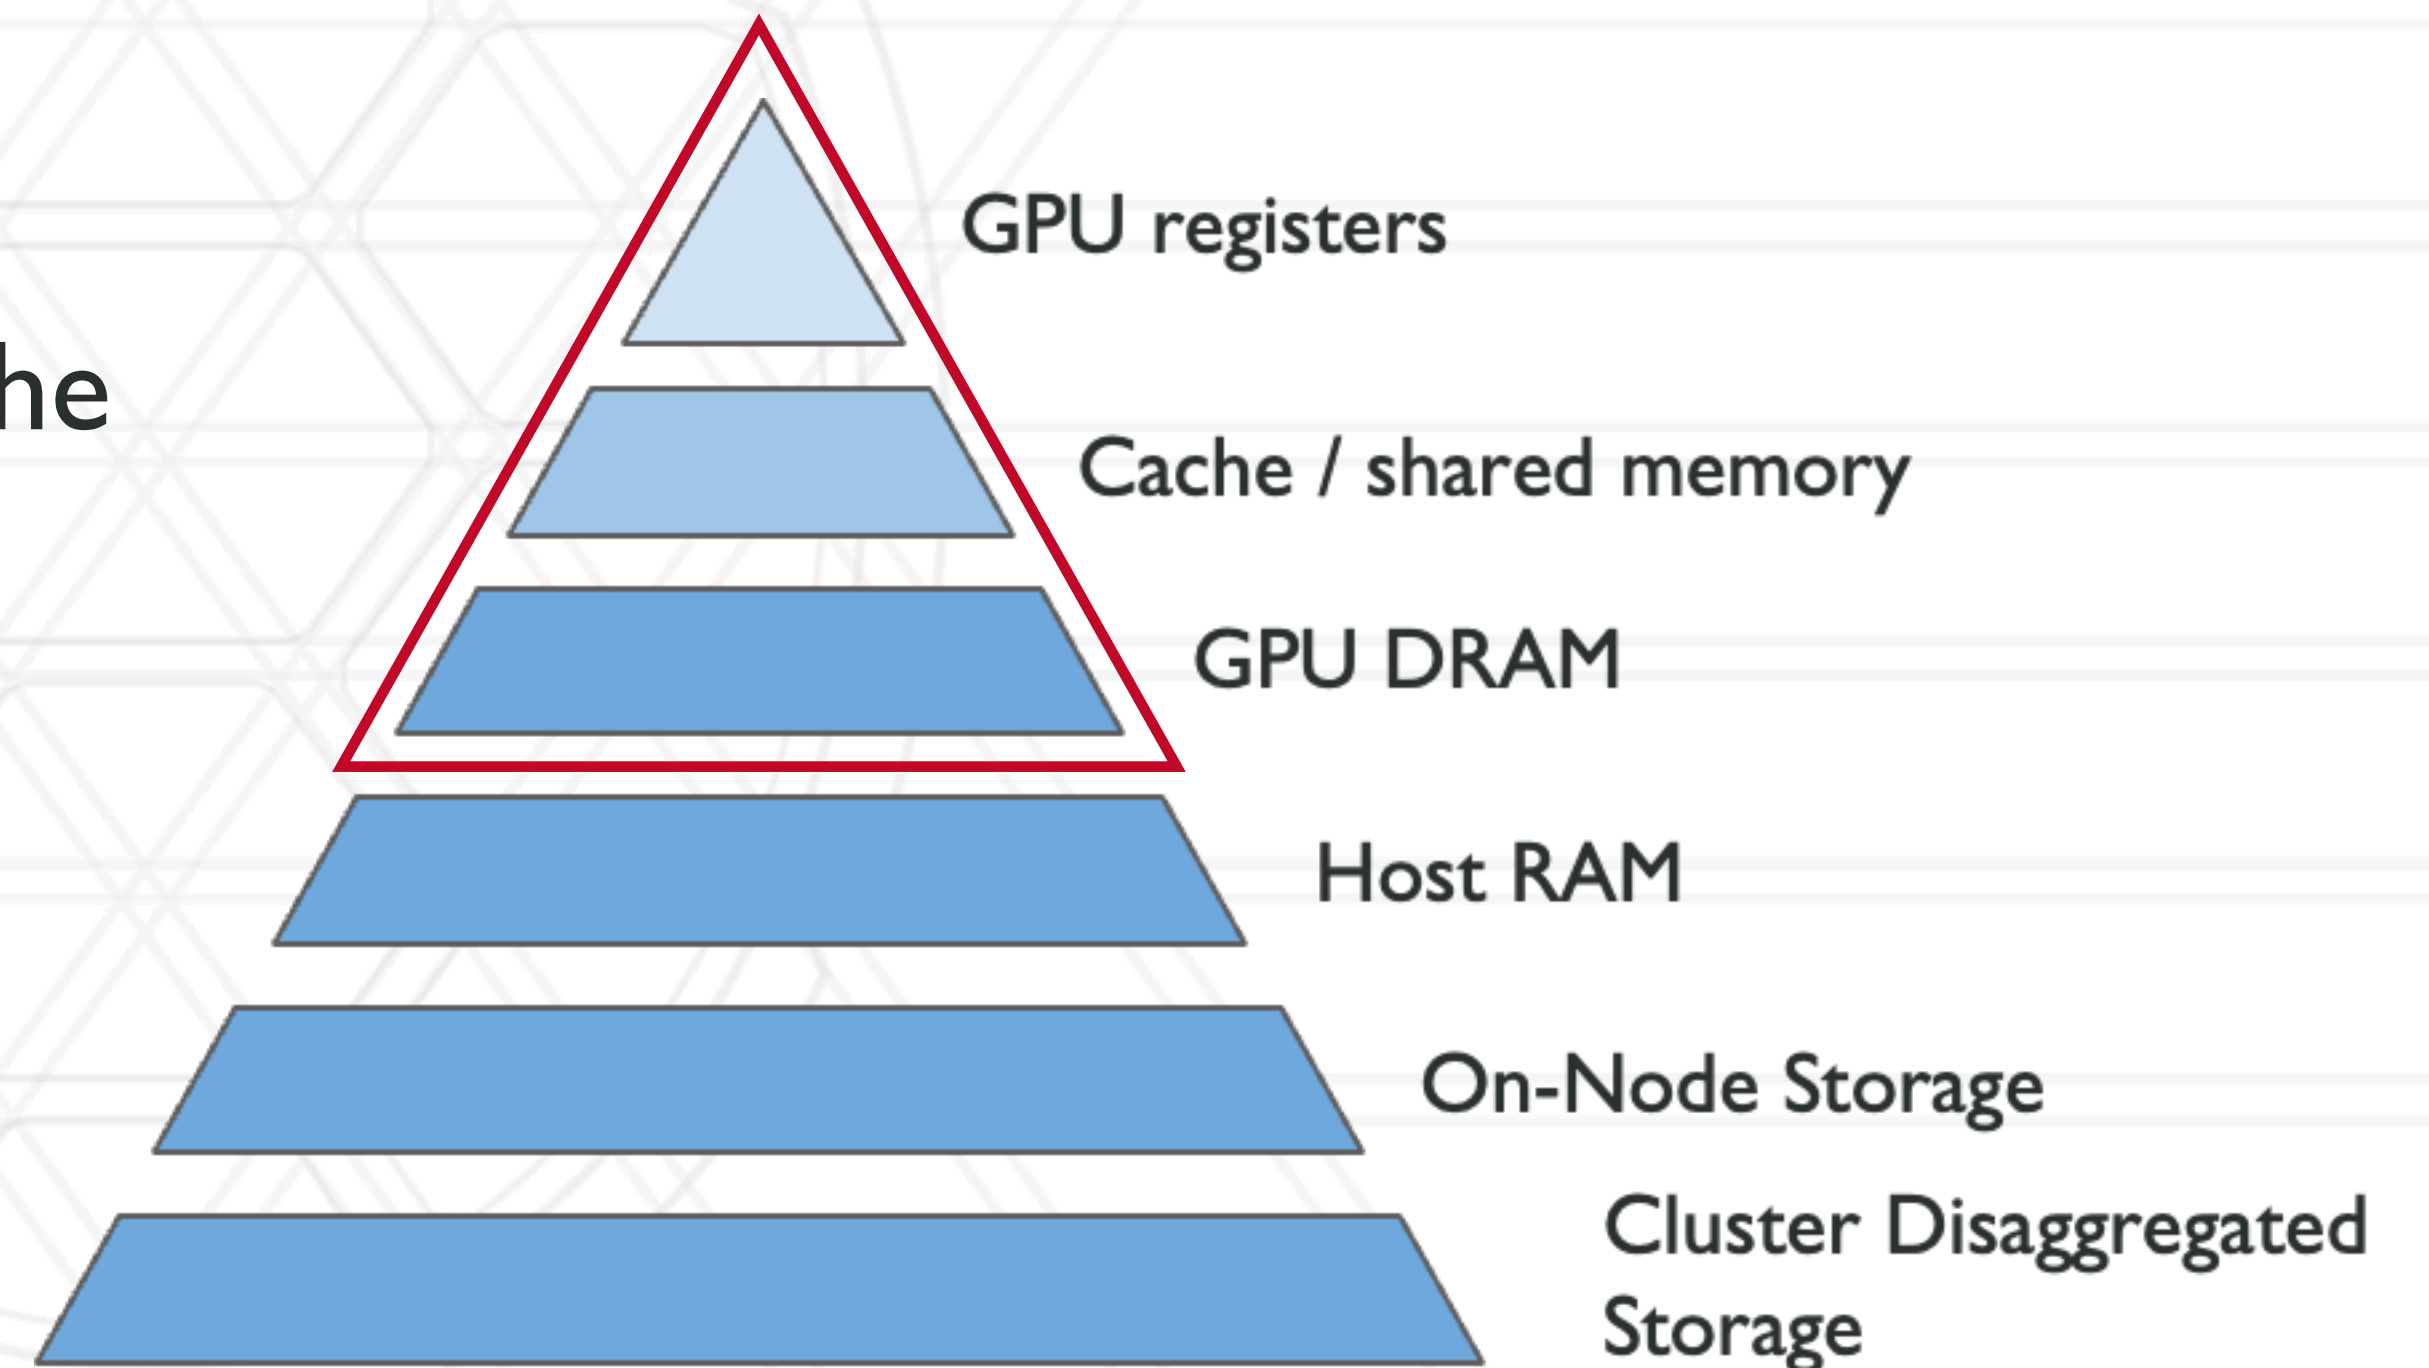 GPU registers
he
Cache / shared memory
GPU DRAM
Host RAM
On-Node Storage
Cluster Disaggregated
Storage